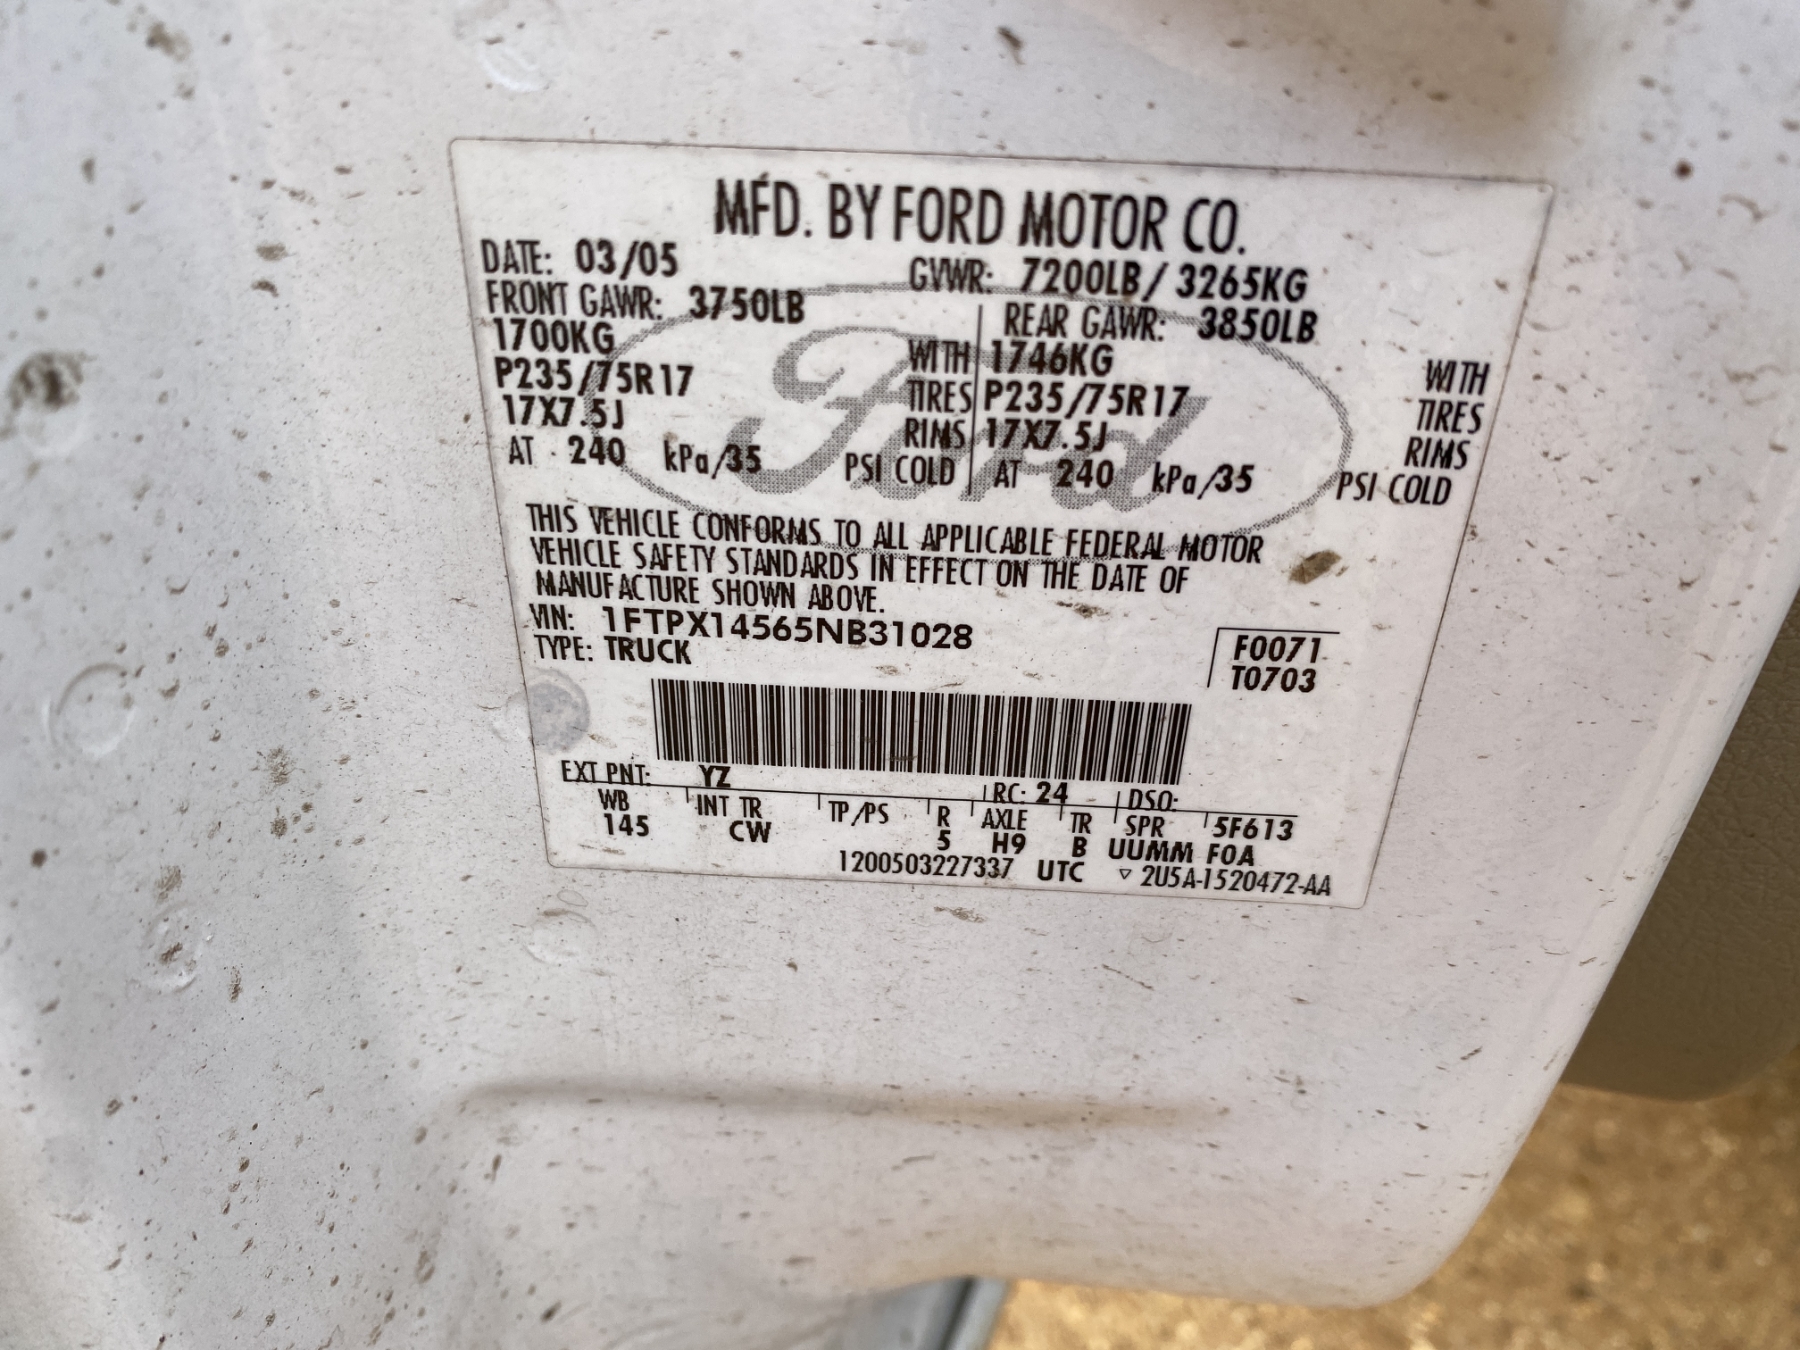 MFD. BY FORD MOTOR CO.
DATE: 03/05 GVWR: 7200LB / 3265KG
FRONT GAWR: 3750LB REAR GAWR: 3850LB
1700KG WITH 1746KG WITH
P235/75R17 TIRES P235/75R17 TIRES
17X7.5J RIMS 17X7.5J RIMS
AT 240 kPa/35 PSI COLD AT 240 kPa/35 PSI COLD
Ford
THIS VEHICLE CONFORMS TO ALL APPLICABLE FEDERAL MOTOR
VEHICLE SAFETY STANDARDS IN EFFECT ON THE DATE OF
MANUFACTURE SHOWN ABOVE.
VIN: 1FTPX14565NB31028
TYPE: TRUCK
F0071
T0703
EXT PNT: YZ RC: 24 DSO:
WB INT TR TP/PS R AXLE TR SPR 5F613
145 CW 5 H9 B UUMM F0A
1200503227337 UTC ▽ 2U5A-1520472-AA